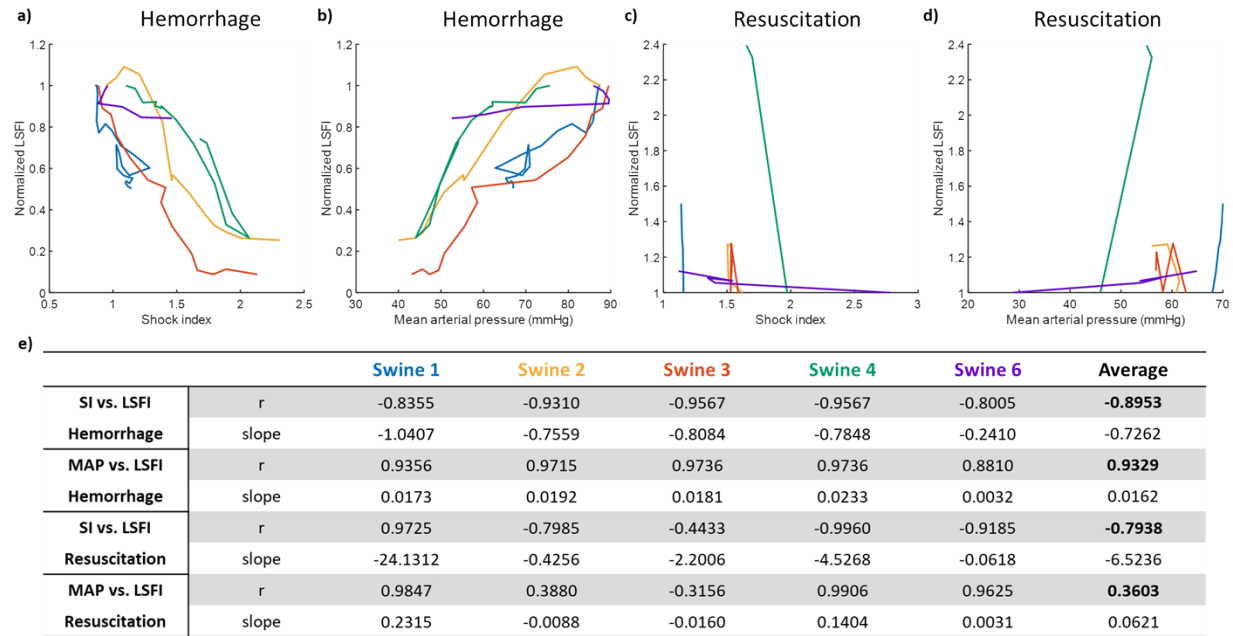 a) Hemorrhage b) Hemorrhage c) Resuscitation d) Resuscitation
1.2
1
0.8
0.6
0.4
0.2
0
Normalized LSFI
0.5 1 1.5 2 2.5
Shock index
1.2
1
0.8
0.6
0.4
0.2
0
Normalized LSFI
30 40 50 60 70 80 90
Mean arterial pressure (mmHg)
2.4
2.2
2
1.8
1.6
1.4
1.2
1
Normalized LSFI
1 1.5 2 2.5 3
Shock index
2.4
2.2
2
1.8
1.6
1.4
1.2
1
Normalized LSFI
20 30 40 50 60 70
Mean arterial pressure (mmHg)
e)
Swine 1 Swine 2 Swine 3 Swine 4 Swine 6 Average
SI vs. LSFI r -0.8355 -0.9310 -0.9567 -0.9567 -0.8005 -0.8953
Hemorrhage slope -1.0407 -0.7559 -0.8084 -0.7848 -0.2410 -0.7262
MAP vs. LSFI r 0.9356 0.9715 0.9736 0.9736 0.8810 0.9329
Hemorrhage slope 0.0173 0.0192 0.0181 0.0233 0.0032 0.0162
SI vs. LSFI r 0.9725 -0.7985 -0.4433 -0.9960 -0.9185 -0.7938
Resuscitation slope -24.1312 -0.4256 -2.2006 -4.5268 -0.0618 -6.5236
MAP vs. LSFI r 0.9847 0.3880 -0.3156 0.9906 0.9625 0.3603
Resuscitation slope 0.2315 -0.0088 -0.0160 0.1404 0.0031 0.0621